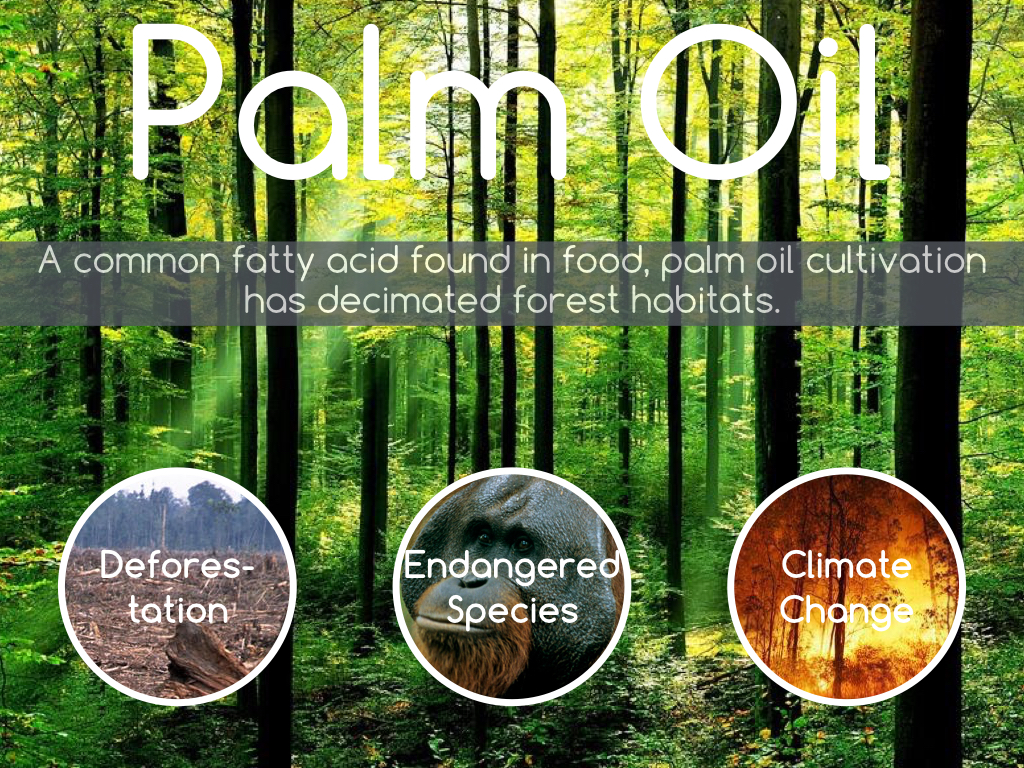 Palm Oil
A common fatty acid found in food, palm oil cultivation
has decimated forest habitats.
Defores-
tation
Endangered
Species
Climate
Change